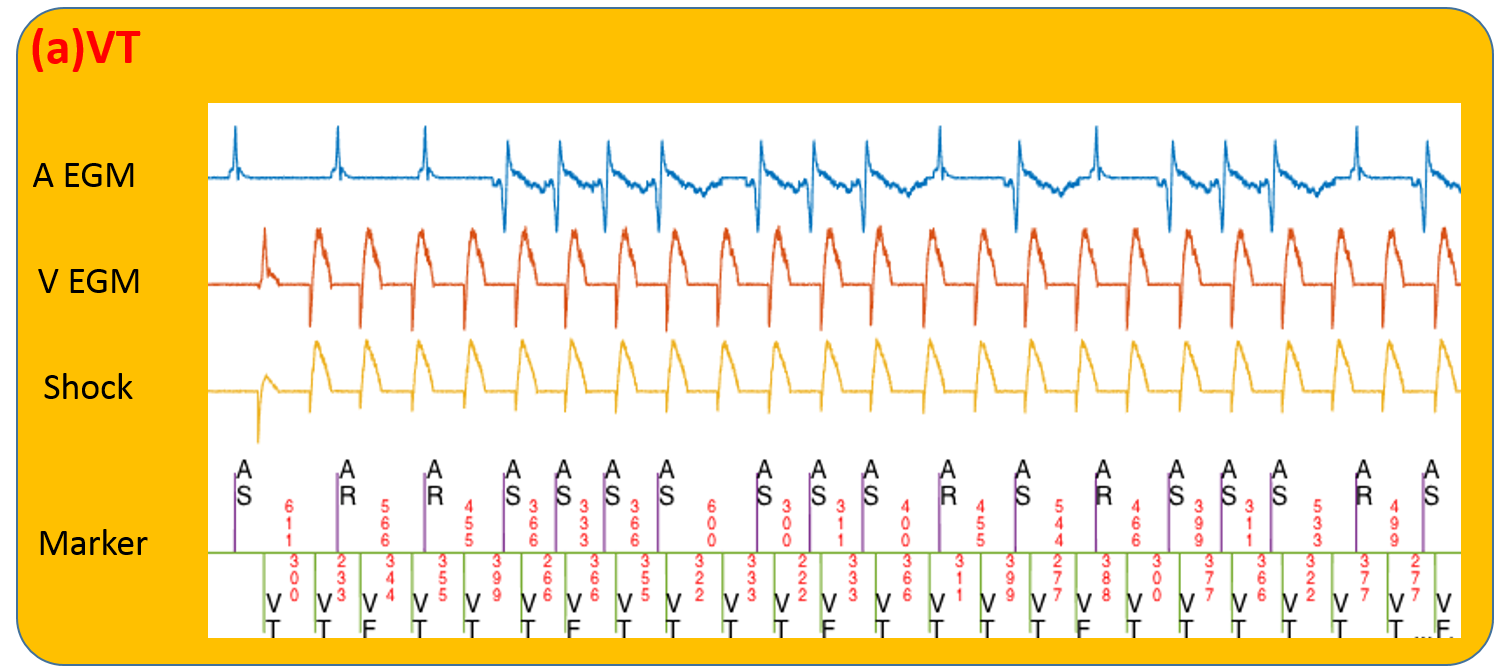 (a)VT
A EGM
V EGM
Shock
Marker
AS AR AR AS AS AS AS AS AS AS AR AS AR AS AS AS AR AS
611 566 455 366 333 366 600 300 311 400 455 544 466 399 311 533 499
300 233 344 355 399 266 366 355 322 333 222 333 366 311 399 277 388 300 377 366 322 377 277
VT VT VF VT VT VT VF VT VT VT VT VF VT VT VT VT VF VT VT VT VT VT VT ... VF